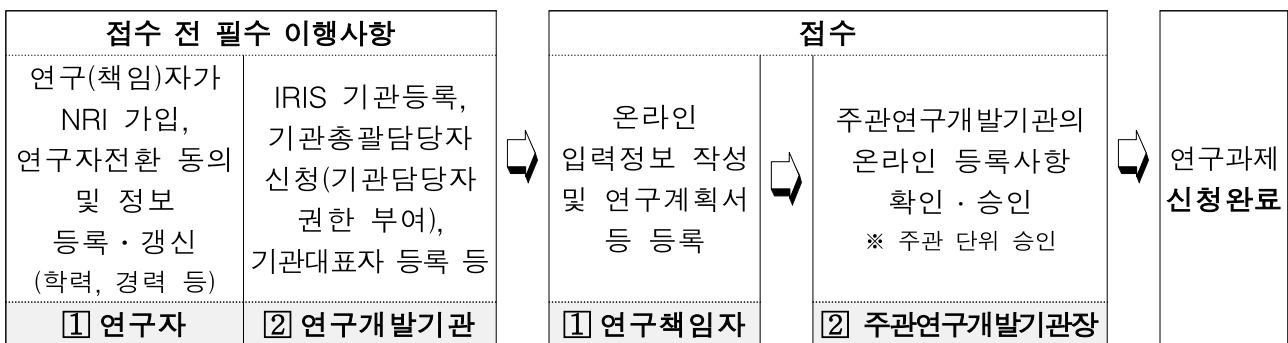 접수 전 필수 이행사항
연구(책임)자가
NRI 가입,
연구자전환 동의
및 정보
등록·갱신
(학력, 경력 등)
1 연구자
IRIS 기관등록,
기관총괄담당자
신청(기관담당자
권한 부여),
기관대표자 등록 등
2 연구개발기관
접수
온라인
입력정보 작성
및 연구계획서
등 등록
1 연구책임자
주관연구개발기관의
온라인 등록사항
확인·승인
※ 주관 단위 승인
2 주관연구개발기관장
연구과제
신청완료